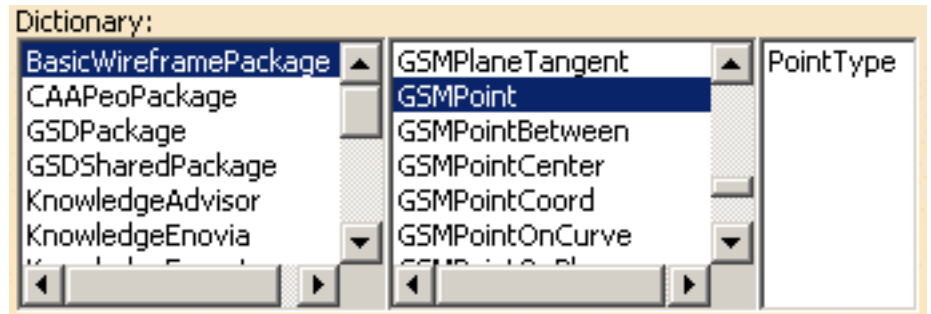 Dictionary:
BasicWireframePackage
CAAPeoPackage
GSDPackage
GSDSharedPackage
KnowledgeAdvisor
KnowledgeEnovia
GSMPlaneTangent
GSMPoint
GSMPointBetween
GSMPointCenter
GSMPointCoord
GSMPointOnCurve
PointType